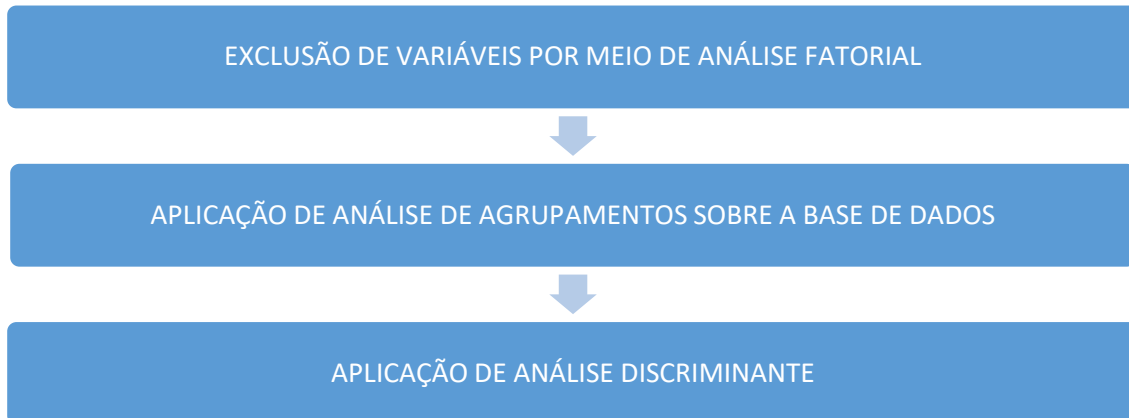 EXCLUSÃO DE VARIÁVEIS POR MEIO DE ANÁLISE FATORIAL
APLICAÇÃO DE ANÁLISE DE AGRUPAMENTOS SOBRE A BASE DE DADOS
APLICAÇÃO DE ANÁLISE DISCRIMINANTE